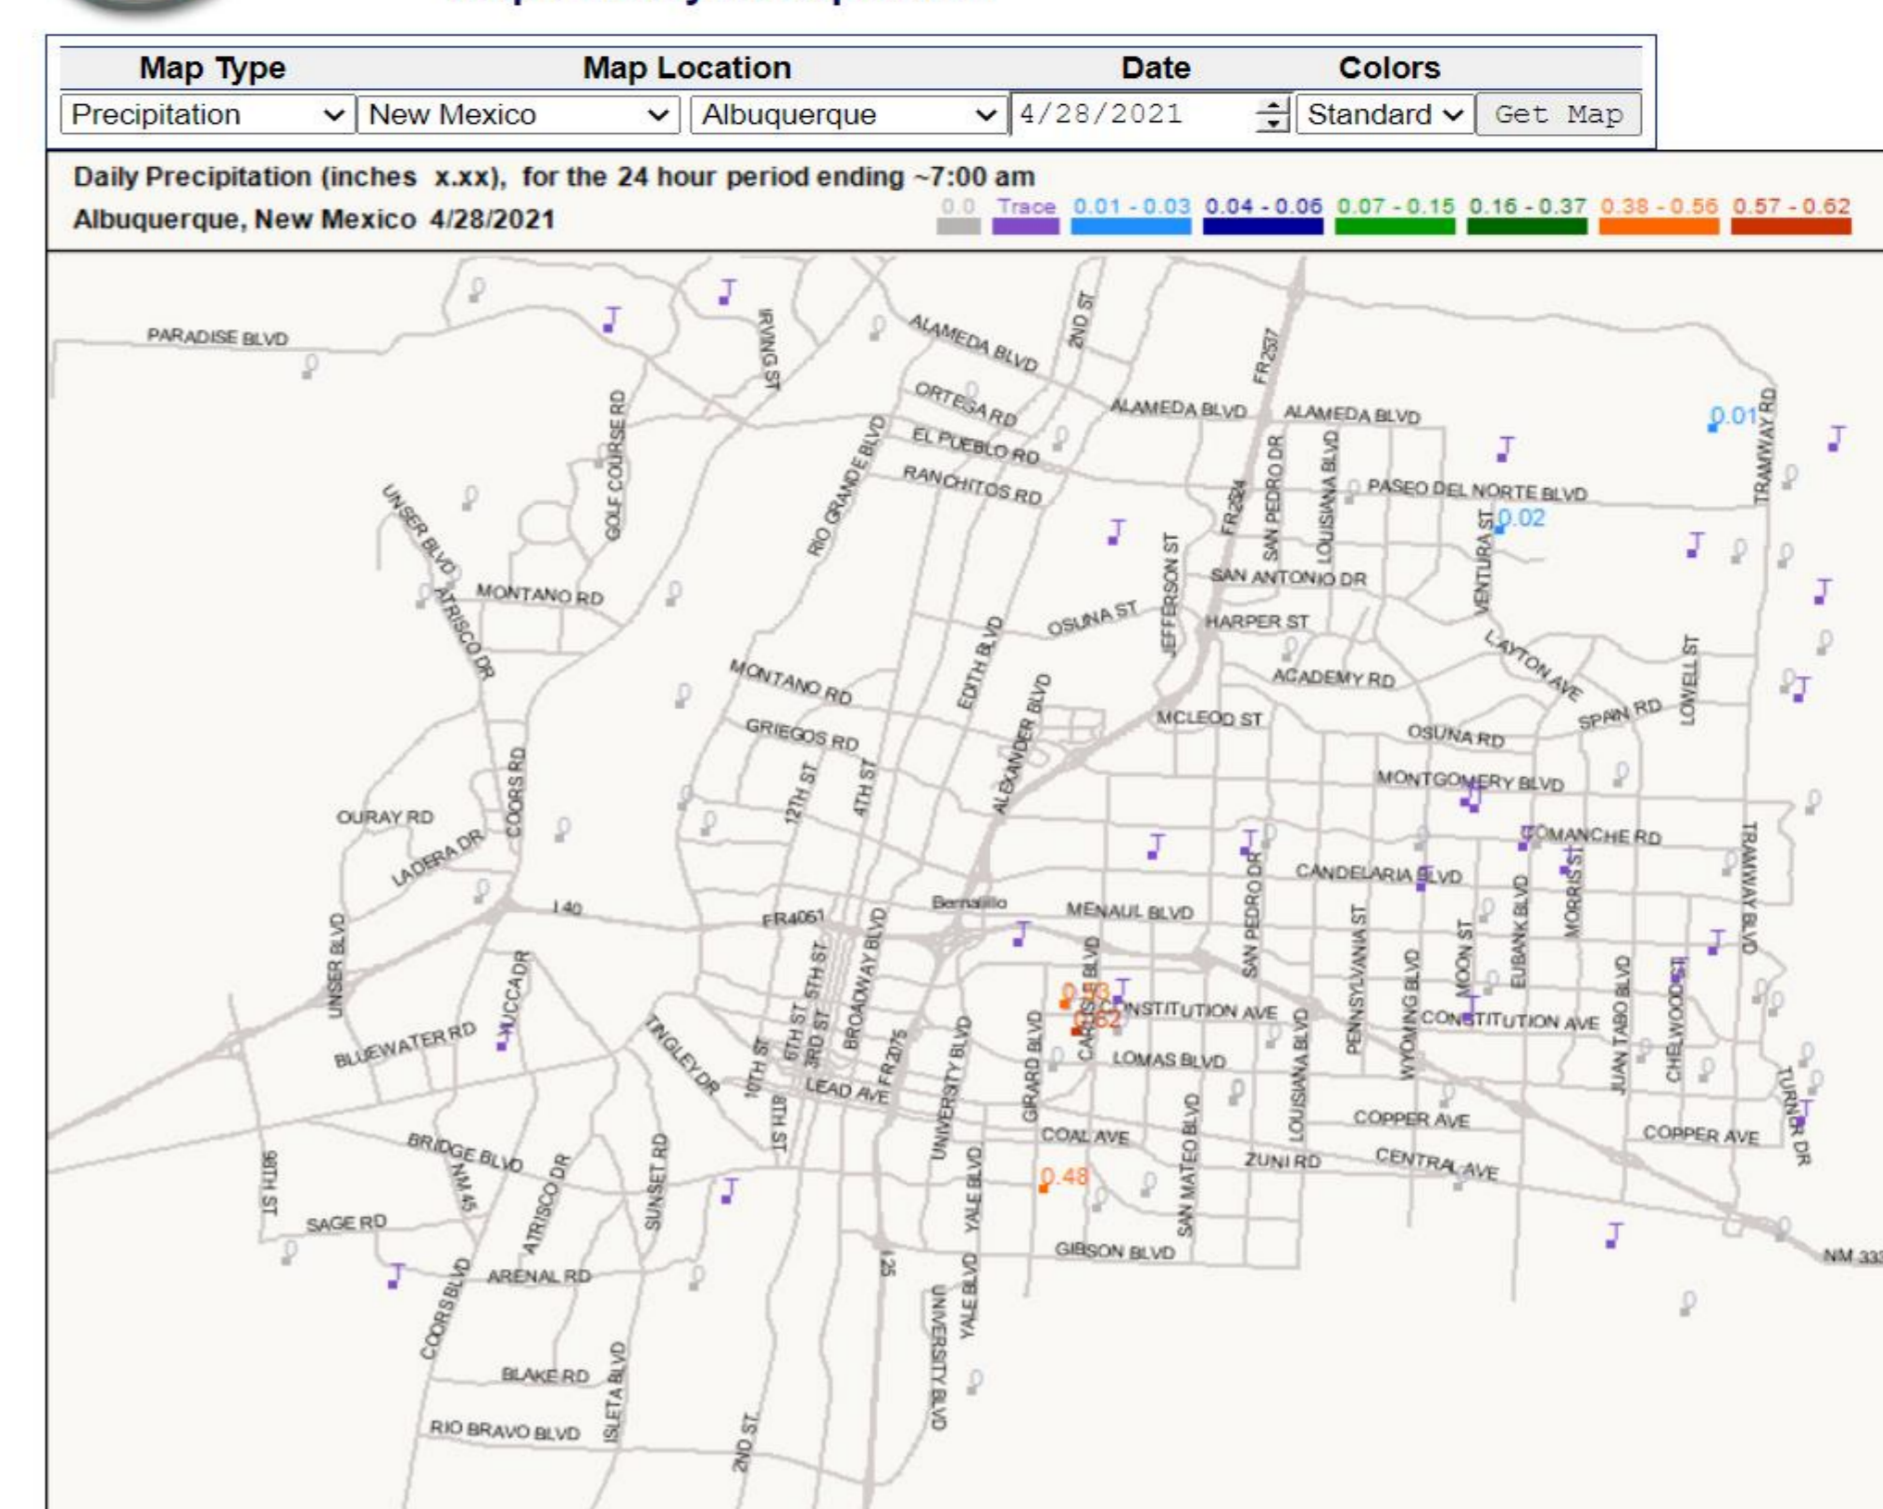 Map Type Map Location Date Colors
Precipitation New Mexico Albuquerque 4/28/2021 Standard Get Map
Daily Precipitation (inches x.xx), for the 24 hour period ending ~7:00 am
Albuquerque, New Mexico 4/28/2021
0.0 Trace 0.01 - 0.03 0.04 - 0.06 0.07 - 0.15 0.16 - 0.37 0.38 - 0.56 0.57 - 0.62
PARADISE BLVD
IRVING ST
ALAMEDA BLVD
2ND ST
FR2537
ORTEGA RD
ALAMEDA BLVD
ALAMEDA BLVD
0.01
TRAMWAY RD
GOLF COURSE RD
EL PUEBLO RD
RIO GRANDE BLVD
RANCHITOS RD
SAN PEDRO DR
LOUISIANA BLVD
PASEO DEL NORTE BLVD
0.02
UNSER BLVD
FR2524
VENTURA ST
JEFFERSON ST
SAN ANTONIO DR
MONTANO RD
ATRISCO DR
OSUNA ST
HARPER ST
EDITH BLVD
LAYTON AVE
LOWELL ST
MONTANO RD
ACADEMY RD
ALEXANDER BLVD
MCLEOD ST
SPAIN RD
GRIEGOS RD
OSUNA RD
COORS RD
12TH ST
4TH ST
MONTGOMERY BLVD
OURAY RD
COMANCHE RD
LADERA DR
TRAMWAY BLVD
CANDELARIA BLVD
SAN PEDRO DR
MORRIS ST
I 40
FR4051
Bernalillo
MENAUL BLVD
UNSER BLVD
5TH ST
BROADWAY BLVD
PENNSYLVANIA ST
MOON ST
EUBANK BLVD
WYOMING BLVD
JUAN TABO BLVD
CHELWOOD ST
YUCCA DR
CARLISLE BLVD
0.62
CONSTITUTION AVE
CONSTITUTION AVE
BLUEWATER RD
TINGLEY DR
6TH ST
3RD ST
10TH ST
LEAD AVE
FR2075
UNIVERSITY BLVD
GIRARD BLVD
LOMAS BLVD
LOUISIANA BLVD
8TH ST
COPPER AVE
COPPER AVE
TURNER DR
BRIDGE BLVD
COAL AVE
SAN MATEO BLVD
ZUNI RD
CENTRAL AVE
98TH ST
NM 45
ATRISCO DR
SUNSET RD
YALE BLVD
0.48
SAGE RD
GIBSON BLVD
NM 333
I 25
ARENAL RD
COORS BLVD
YALE BLVD
UNIVERSITY BLVD
BLAKE RD
ISLETA BLVD
RIO BRAVO BLVD
2ND ST